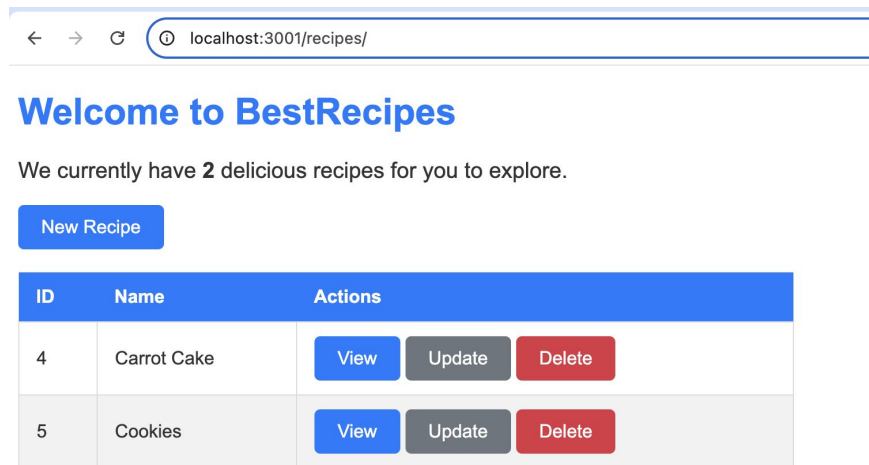 localhost:3001/recipes/
Welcome to BestRecipes
We currently have 2 delicious recipes for you to explore.
New Recipe
ID Name Actions
4 Carrot Cake View Update Delete
5 Cookies View Update Delete